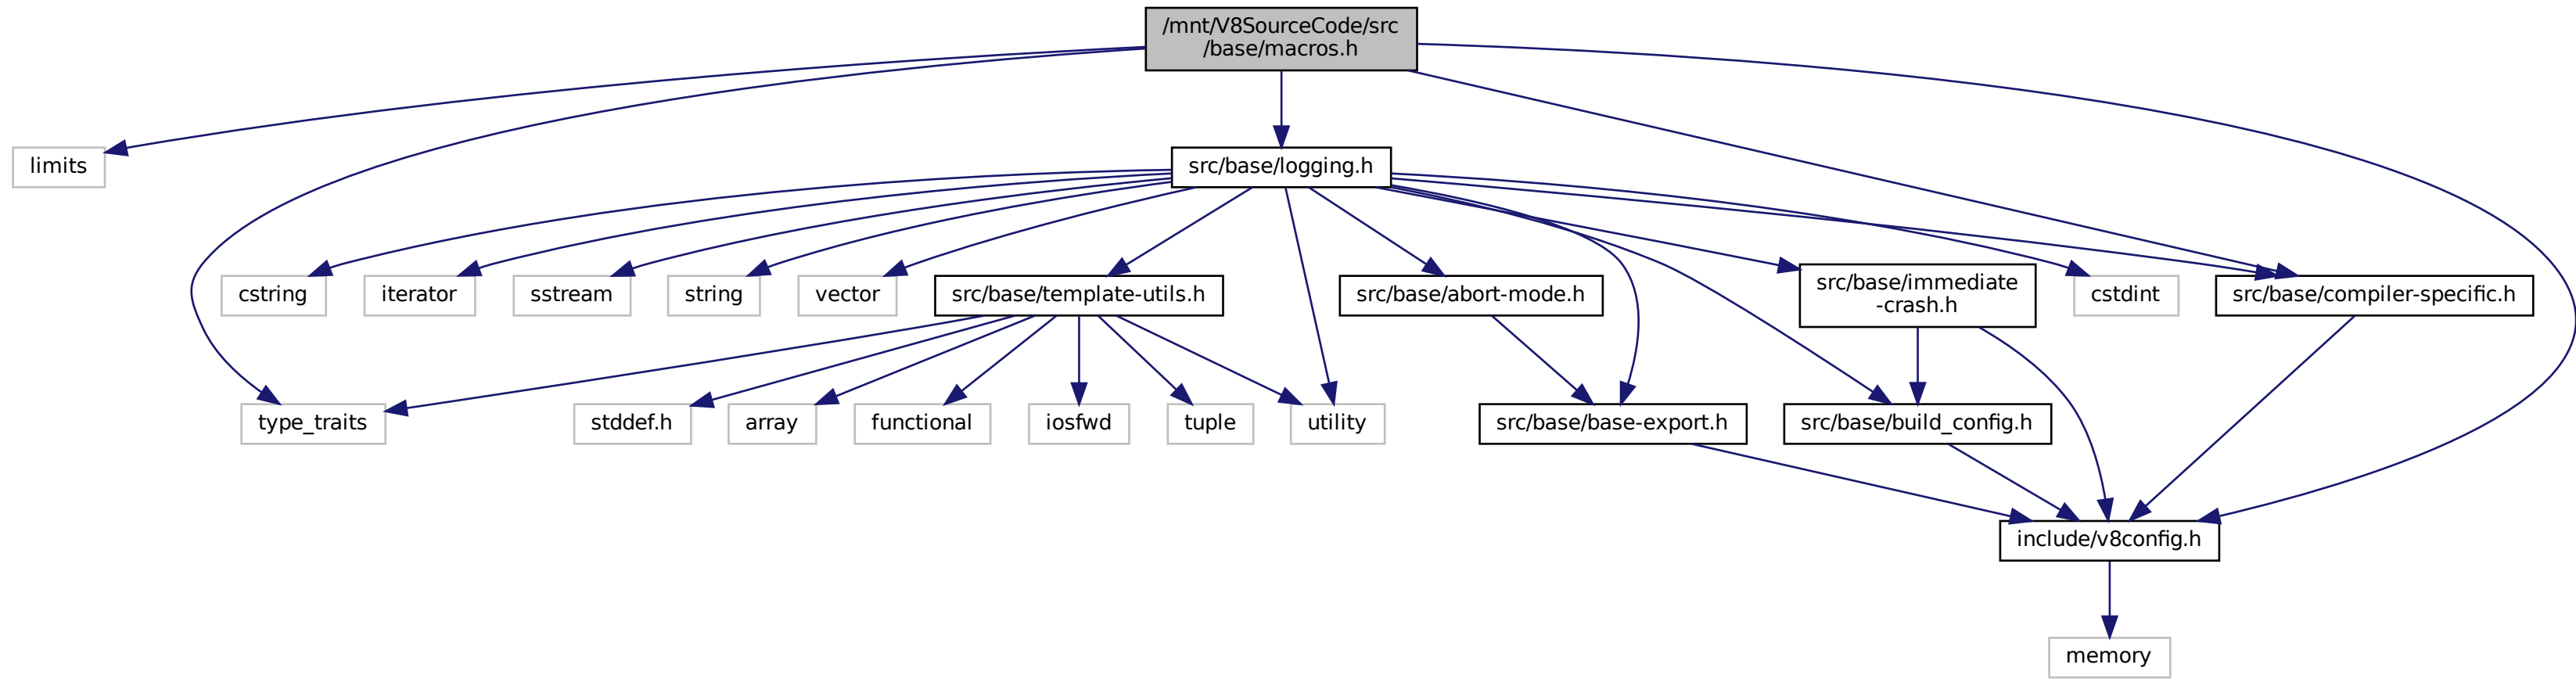 /mnt/V8SourceCode/src
/base/macros.h
limits
src/base/logging.h
cstring
iterator
sstream
string
vector
src/base/template-utils.h
src/base/abort-mode.h
src/base/immediate
-crash.h
cstdint
src/base/compiler-specific.h
type_traits
stddef.h
array
functional
iosfwd
tuple
utility
src/base/base-export.h
src/base/build_config.h
include/v8config.h
memory